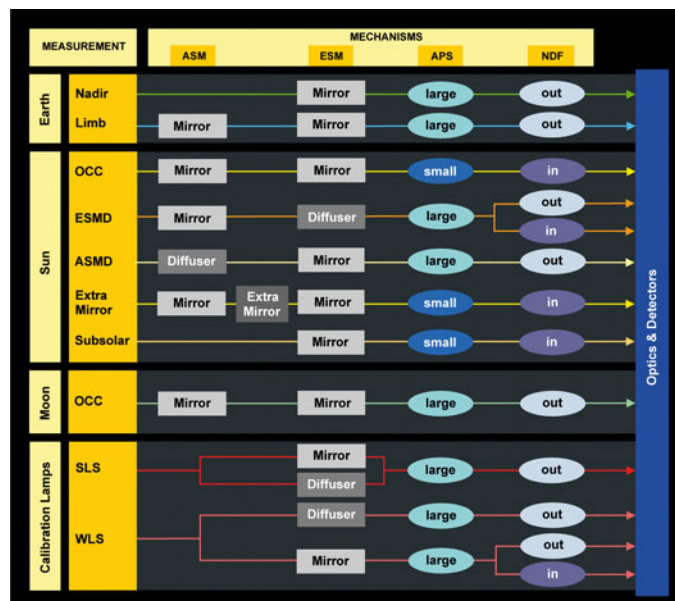 MEASUREMENT
MECHANISMS
ASM ESM APS NDF
Earth
Nadir Mirror large out
Limb Mirror Mirror large out
Sun
OCC Mirror Mirror small in
ESMD Mirror Diffuser large out
in
ASMD Diffuser Mirror large out
Extra
Mirror Mirror Extra
Mirror Mirror small in
Subsolar Mirror small in
Moon
OCC Mirror Mirror large out
Calibration Lamps
SLS Mirror
Diffuser large out
WLS Diffuser large out
Mirror large out
in
Optics & Detectors